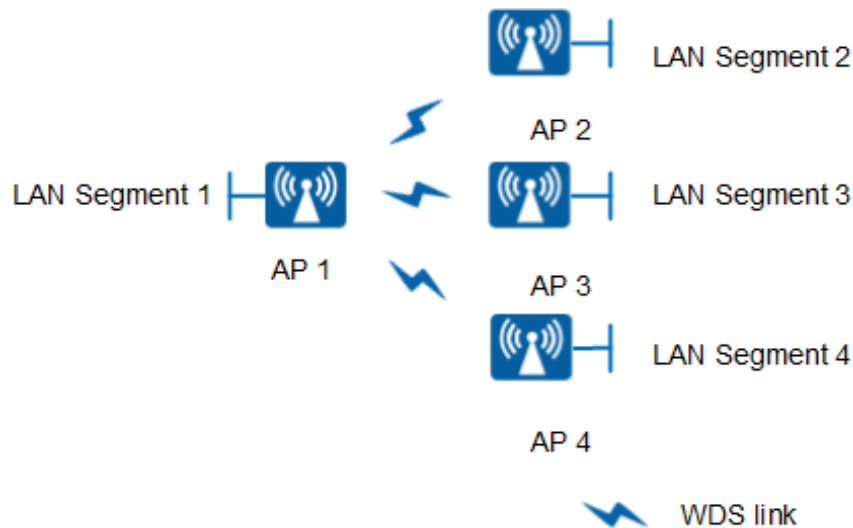 LAN Segment 2
AP 2
LAN Segment 1
LAN Segment 3
AP 1
AP 3
LAN Segment 4
AP 4
WDS link